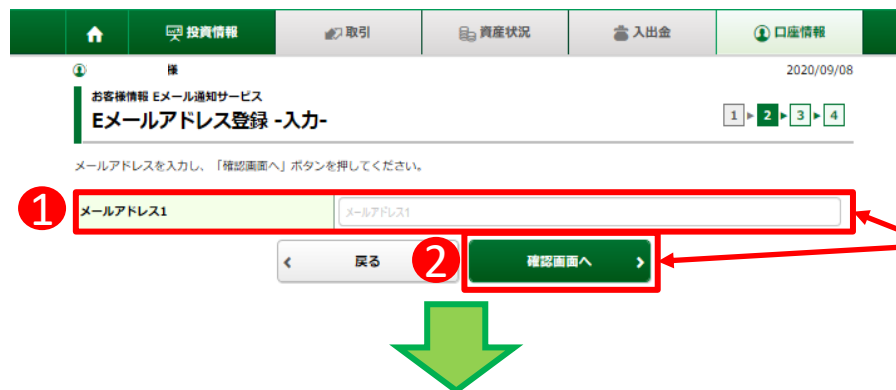 投資情報 取引 資産状況 入出金 口座情報
様 2020/09/08
お客様情報 Eメール通知サービス
Eメールアドレス登録 -入力-
1 2 3 4
メールアドレスを入力し、「確認画面へ」ボタンを押してください。
1 メールアドレス1 メールアドレス1
戻る 2 確認画面へ